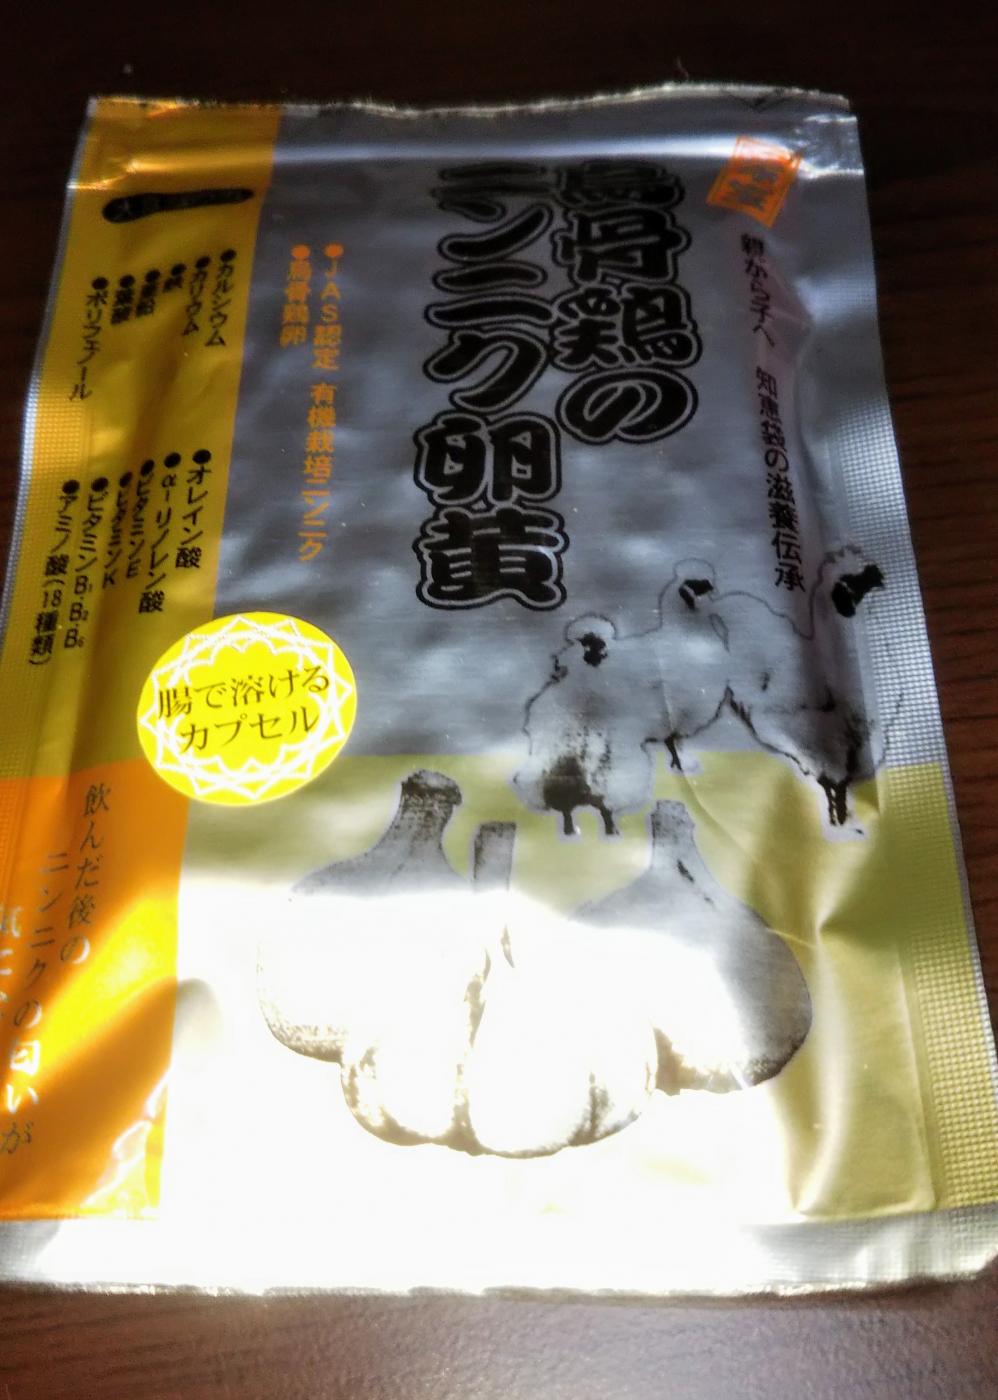 親から子へ、知恵袋の滋養伝承
烏骨鶏の
ニンニク卵黄
●JAS認定 有機栽培ニンニク
●烏骨鶏卵
●カルシウム
●カリウム
●鉄
●亜鉛
●葉酸
●ポリフェノール
●オレイン酸
●α-リノレン酸
●ビタミンE
●ビタミンK
●ビタミンB₁・B₂・B₆
●アミノ酸(18種類)
腸で溶ける
カプセル
飲んだ後の
ニンニクの匂いが
気に